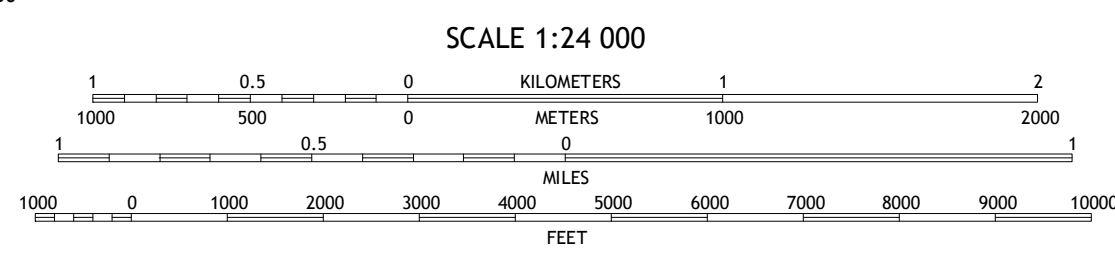 SCALE 1:24 000
1 0.5 0 KILOMETERS 1 2
1000 500 0 METERS 1000 2000
1 0.5 0 1
MILES
1000 0 1000 2000 3000 4000 5000 6000 7000 8000 9000 10000
FEET